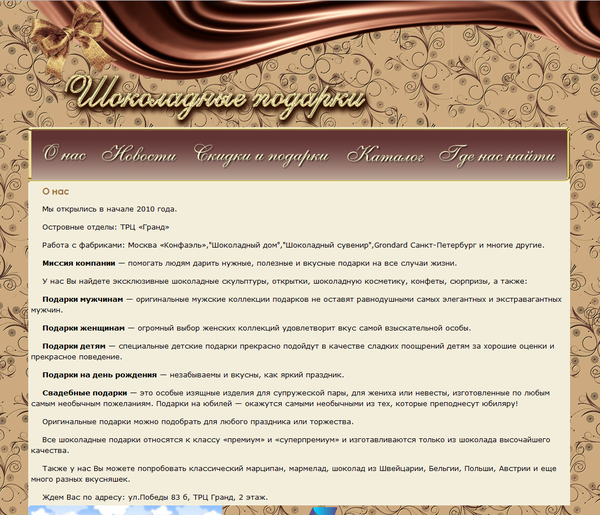 Шоколадные подарки
О нас Новости Скидки и подарки Каталог Где нас найти
О нас
Мы открылись в начале 2010 года.
Островные отделы: ТРЦ «Гранд»
Работа с фабриками: Москва «Конфаэль»,"Шоколадный дом","Шоколадный сувенир",Grondard Санкт-Петербург и многие другие.
Миссия компании — помогать людям дарить нужные, полезные и вкусные подарки на все случаи жизни.
У нас Вы найдете эксклюзивные шоколадные скульптуры, открытки, шоколадную косметику, конфеты, сюрпризы, а также:
Подарки мужчинам — оригинальные мужские коллекции подарков не оставят равнодушными самых элегантных и экстравагантных
мужчин.
Подарки женщинам — огромный выбор женских коллекций удовлетворит вкус самой взыскательной особы.
Подарки детям — специальные детские подарки прекрасно подойдут в качестве сладких поощрений детям за хорошие оценки и
прекрасное поведение.
Подарки на день рождения — незабываемы и вкусны, как яркий праздник.
Свадебные подарки — это особые изящные изделия для супружеской пары, для жениха или невесты, изготовленные по любым
самым необычным пожеланиям. Подарки на юбилей — окажутся самыми необычными из тех, которые преподнесут юбиляру!
Оригинальные подарки можно подобрать для любого праздника или торжества.
Все шоколадные подарки относятся к классу «премиум» и «суперпремиум» и изготавливаются только из шоколада высочайшего
качества.
Также у нас Вы можете попробовать классический марципан, мармелад, шоколад из Швейцарии, Бельгии, Польши, Австрии и еще
много разных вкусняшек.
Ждем Вас по адресу: ул.Победы 83 б, ТРЦ Гранд, 2 этаж.